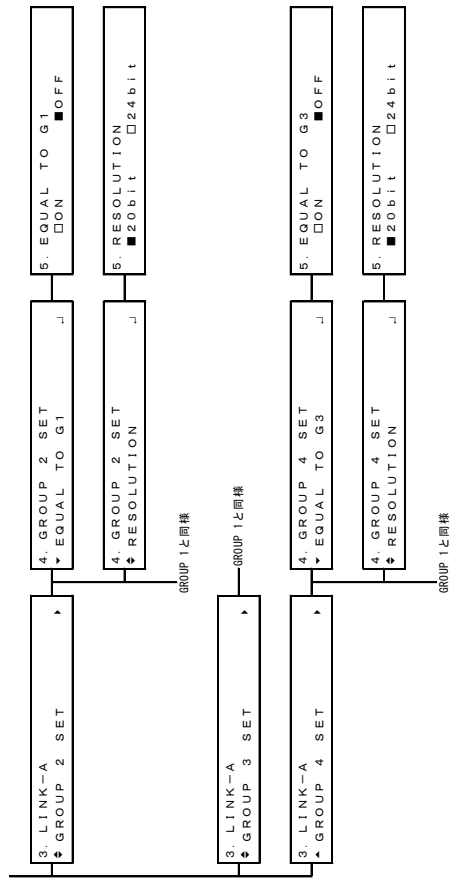 3. LINK-A
◆GROUP 2 SET ▶
4. GROUP 2 SET
▼EQUAL TO G1 ↵
5. EQUAL TO G1
□ON ■OFF
4. GROUP 2 SET
◆RESOLUTION ↵
5. RESOLUTION
■20bit □24bit
GROUP 1と同様
3. LINK-A
◆GROUP 3 SET ▶
GROUP 1と同様
3. LINK-A
▲GROUP 4 SET ▶
4. GROUP 4 SET
▼EQUAL TO G3 ↵
5. EQUAL TO G3
□ON ■OFF
4. GROUP 4 SET
◆RESOLUTION ↵
5. RESOLUTION
■20bit □24bit
GROUP 1と同様